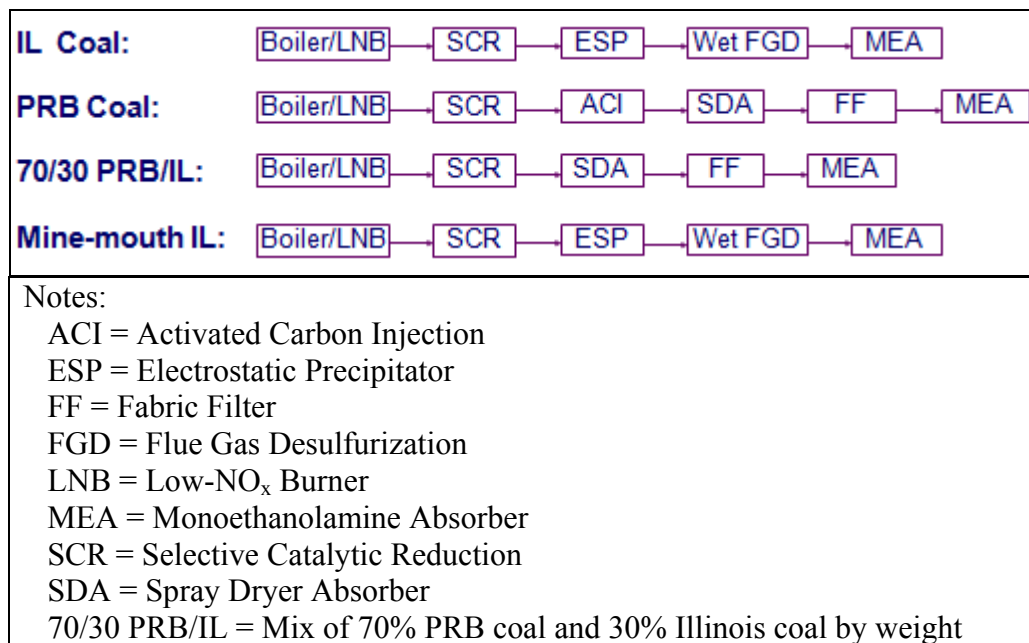 IL Coal: Boiler/LNB SCR ESP Wet FGD MEA
PRB Coal: Boiler/LNB SCR ACI SDA FF MEA
70/30 PRB/IL: Boiler/LNB SCR SDA FF MEA
Mine-mouth IL: Boiler/LNB SCR ESP Wet FGD MEA
Notes:
ACI = Activated Carbon Injection
ESP = Electrostatic Precipitator
FF = Fabric Filter
FGD = Flue Gas Desulfurization
LNB = Low-NOx Burner
MEA = Monoethanolamine Absorber
SCR = Selective Catalytic Reduction
SDA = Spray Dryer Absorber
70/30 PRB/IL = Mix of 70% PRB coal and 30% Illinois coal by weight